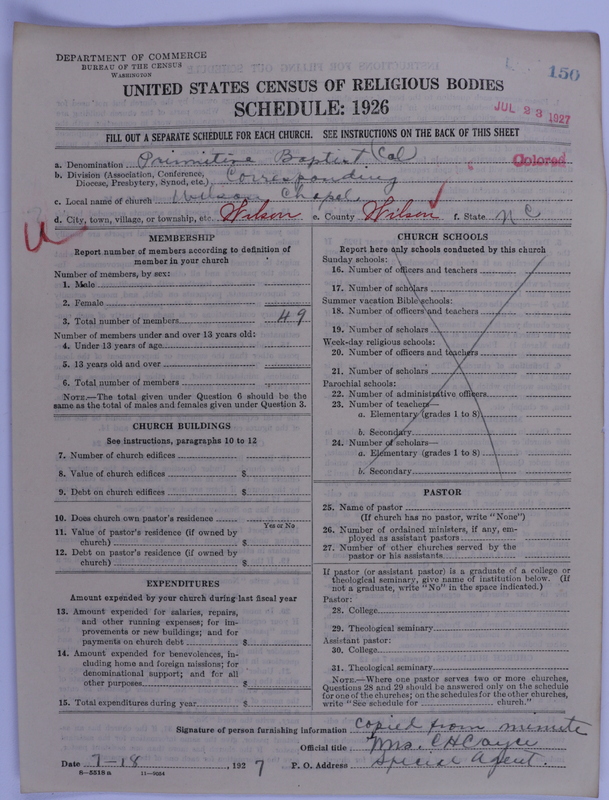 150
DEPARTMENT OF COMMERCE
BUREAU OF THE CENSUS
WASHINGTON
UNITED STATES CENSUS OF RELIGIOUS BODIES
SCHEDULE: 1926
JUL 23 1927
FILL OUT A SEPARATE SCHEDULE FOR EACH CHURCH. SEE INSTRUCTIONS ON THE BACK OF THIS SHEET
a. Denomination Primitive Baptist (Col
Colored
b. Division (Association, Conference, Diocese, Presbytery, Synod, etc.) Corresponding
c. Local name of church Wilson Chapel
d. City, town, village, or township, etc. Wilson e. County Wilson f. State NC
MEMBERSHIP
Report number of members according to definition of
member in your church
Number of members, by sex:
1. Male
2. Female
3. Total number of members 49
Number of members under and over 13 years old:
4. Under 13 years of age
5. 13 years old and over
6. Total number of members
NOTE.—The total given under Question 6 should be the
same as the total of males and females given under Question 3.
CHURCH BUILDINGS
See instructions, paragraphs 10 to 12
7. Number of church edifices
8. Value of church edifices $
9. Debt on church edifices $
10. Does church own pastor's residence
Yes or No
11. Value of pastor's residence (if owned by
church) $
12. Debt on pastor's residence (if owned by
church) $
EXPENDITURES
Amount expended by your church during last fiscal year
13. Amount expended for salaries, repairs,
and other running expenses; for im-
provements or new buildings; and for
payments on church debt $
14. Amount expended for benevolences, in-
cluding home and foreign missions; for
denominational support; and for all
other purposes $
15. Total expenditures during year $
CHURCH SCHOOLS
Report here only schools conducted by this church
Sunday schools:
16. Number of officers and teachers
17. Number of scholars
Summer vacation Bible schools:
18. Number of officers and teachers
19. Number of scholars
Week-day religious schools:
20. Number of officers and teachers
21. Number of scholars
Parochial schools:
22. Number of administrative officers
23. Number of teachers—
a. Elementary (grades 1 to 8)
b. Secondary
24. Number of scholars—
a. Elementary (grades 1 to 8)
b. Secondary
PASTOR
25. Name of pastor
(If church has no pastor, write "None")
26. Number of ordained ministers, if any, em-
ployed as assistant pastors
27. Number of other churches served by the
pastor or his assistants
If pastor (or assistant pastor) is a graduate of a college or
theological seminary, give name of institution below. (If
not a graduate, write "No" in the space indicated.)
Pastor:
28. College
29. Theological seminary
Assistant pastor:
30. College
31. Theological seminary
NOTE.—Where one pastor serves two or more churches,
Questions 28 and 29 should be answered only on the schedule
for one of the churches; on the schedules for the other churches,
write "See schedule for church."
Signature of person furnishing information copied from minute
Official title Mrs. C H Cayce
Date 7-18, 1927 P. O. Address Special Agent
8—5518 a 11—9034